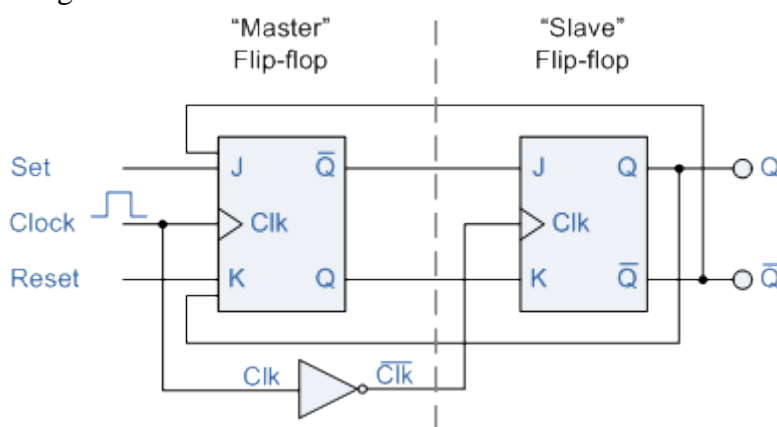 “Master”
Flip-flop
“Slave”
Flip-flop
Set
J
Q̅
J
Q
Q
Clock
Clk
Clk
Reset
K
Q
K
Q̅
Q̅
Clk
C̅l̅k̅